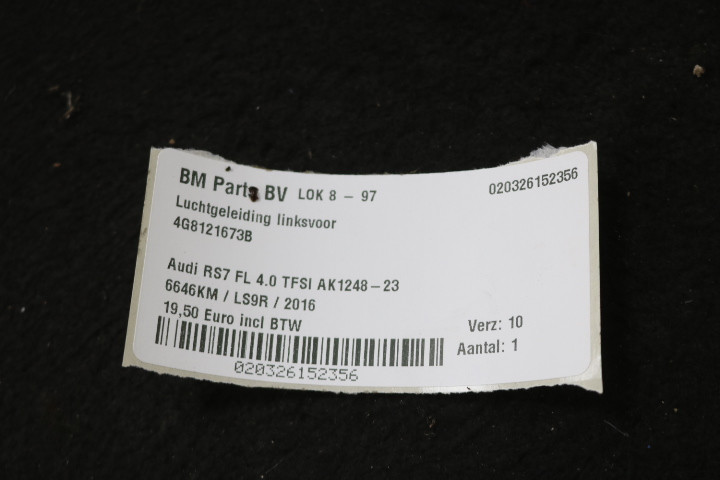 BM Parts BV LOK 8 - 97 020326152356
Luchtgeleiding linksvoor
4G8121673B
Audi RS7 FL 4.0 TFSI AK1248-23
6646KM / LS9R / 2016
19,50 Euro incl BTW
Verz: 10
Aantal: 1
020326152356